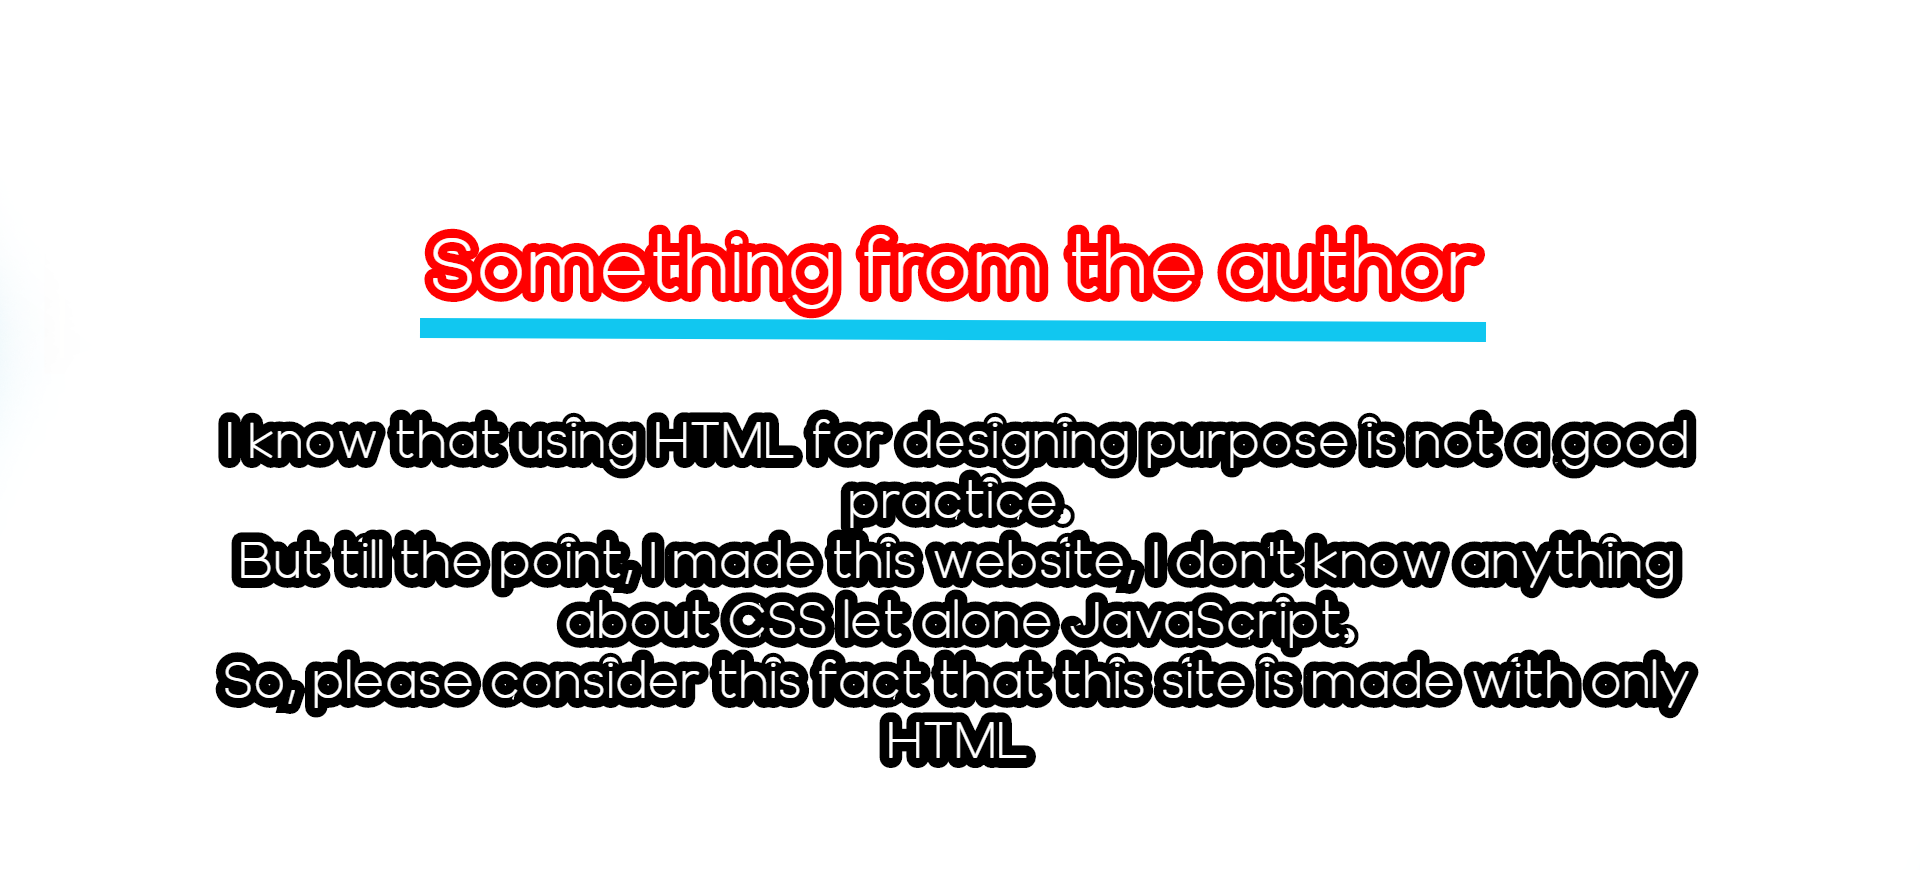 Something from the author
I know that using HTML for designing purpose is not a good
practice.
But till the point, I made this website, I don't know anything
about CSS let alone JavaScript.
So, please consider this fact that this site is made with only
HTML